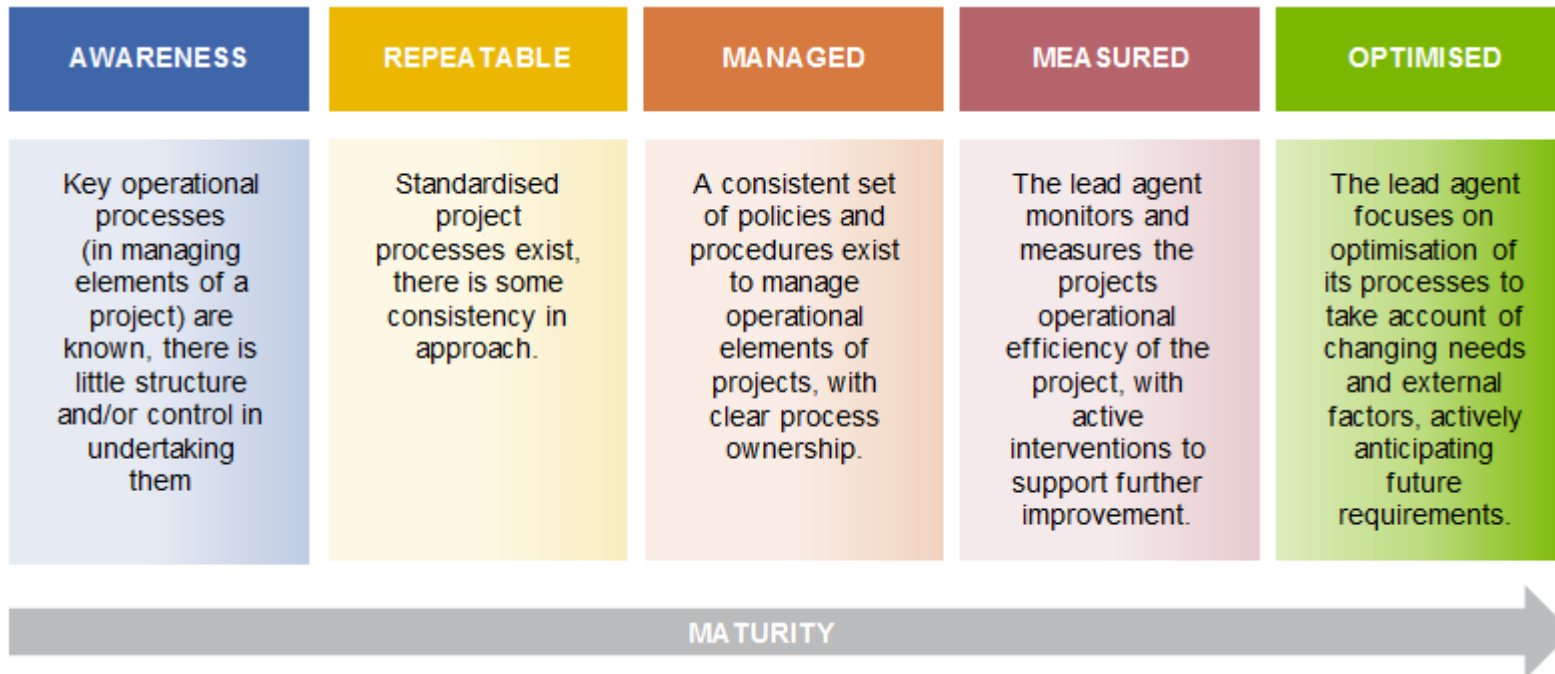 AWARENESS
REPEATABLE
MANAGED
MEASURED
OPTIMISED
Key operational
processes
(in managing
elements of a
project) are
known, there is
little structure
and/or control in
undertaking
them
Standardised
project
processes exist,
there is some
consistency in
approach.
A consistent set
of policies and
procedures exist
to manage
operational
elements of
projects, with
clear process
ownership.
The lead agent
monitors and
measures the
projects
operational
efficiency of the
project, with
active
interventions to
support further
improvement.
The lead agent
focuses on
optimisation of
its processes to
take account of
changing needs
and external
factors, actively
anticipating
future
requirements.
MATURITY